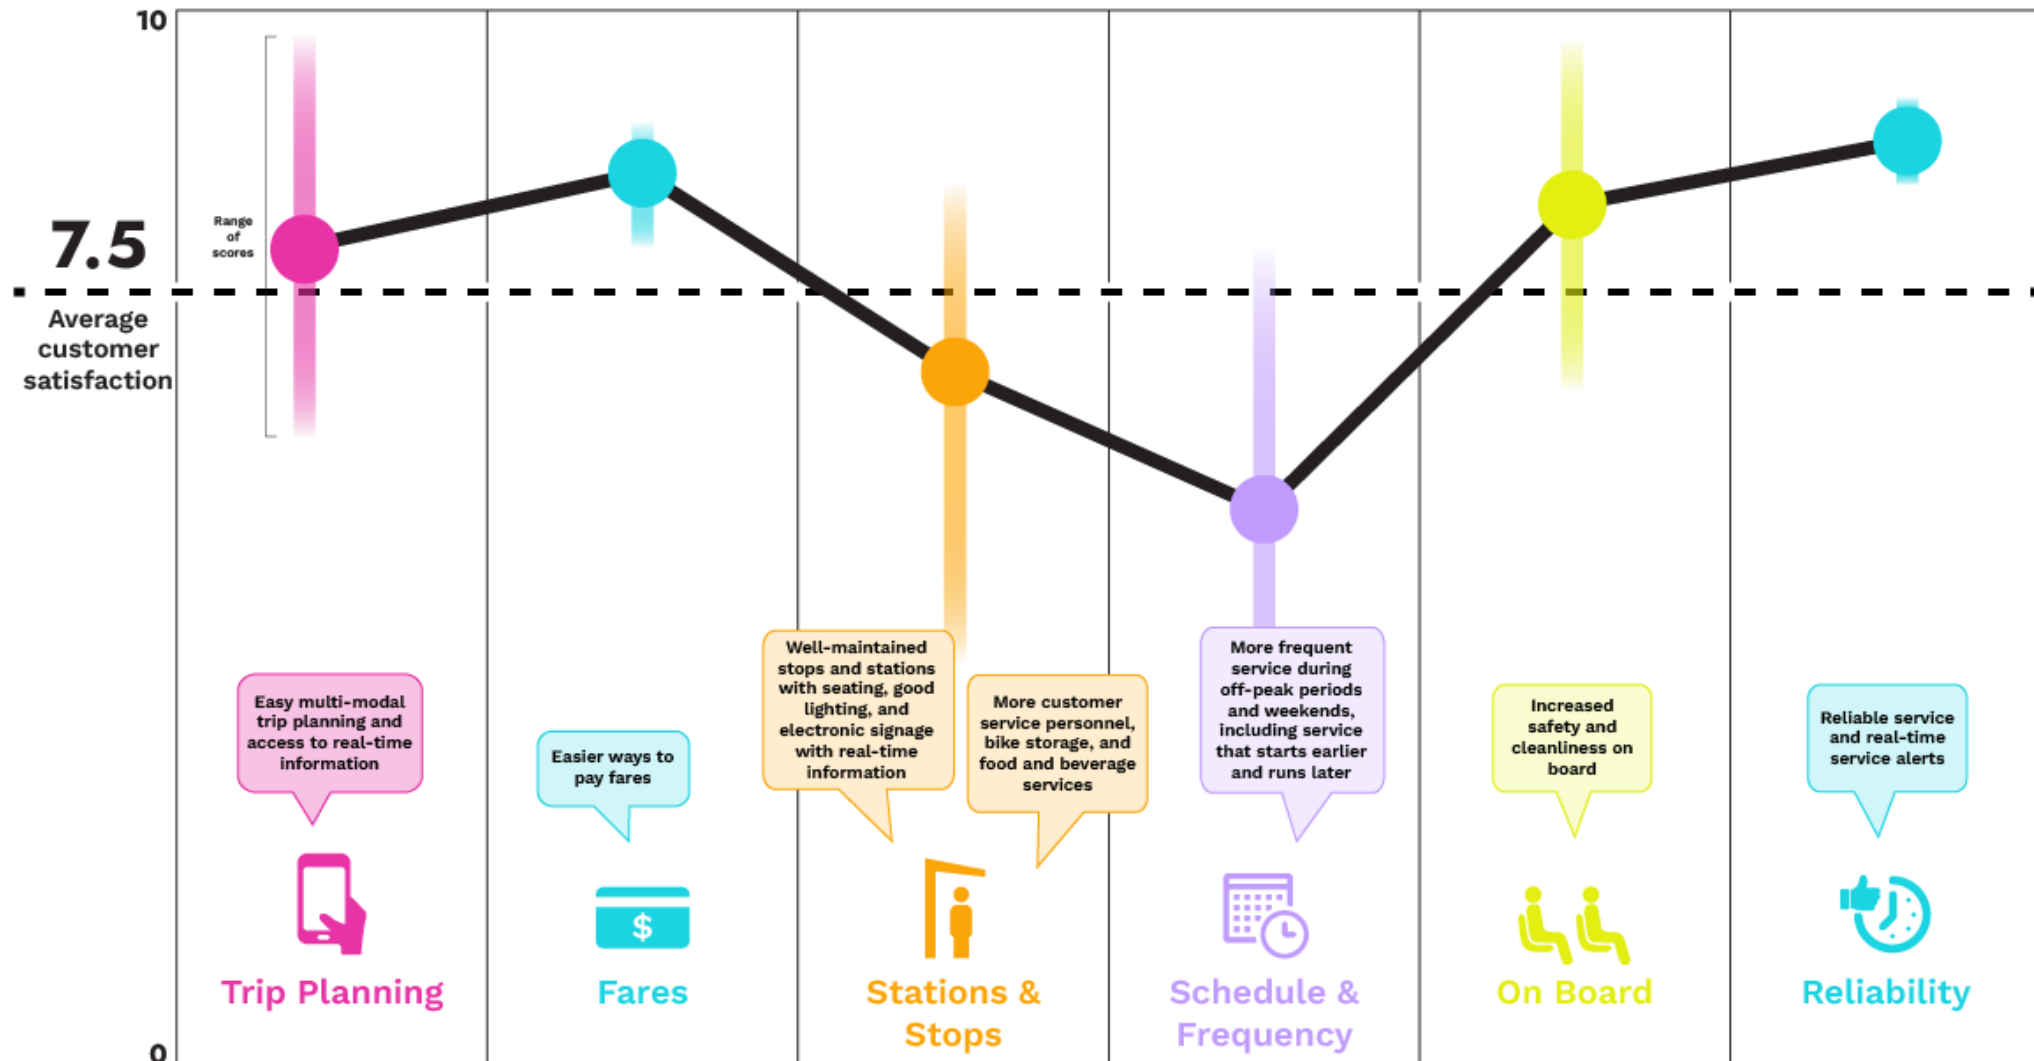 10
7.5
Average
customer
satisfaction
Range
of
scores
Easy multi-modal
trip planning and
access to real-time
information
Easier ways to
pay fares
Well-maintained
stops and stations
with seating, good
lighting, and
electronic signage
with real-time
information
More customer
service personnel,
bike storage, and
food and beverage
services
More frequent
service during
off-peak periods
and weekends,
including service
that starts earlier
and runs later
Increased
safety and
cleanliness on
board
Reliable service
and real-time
service alerts
$
Trip Planning
Fares
Stations &
Stops
Schedule &
Frequency
On Board
Reliability
0